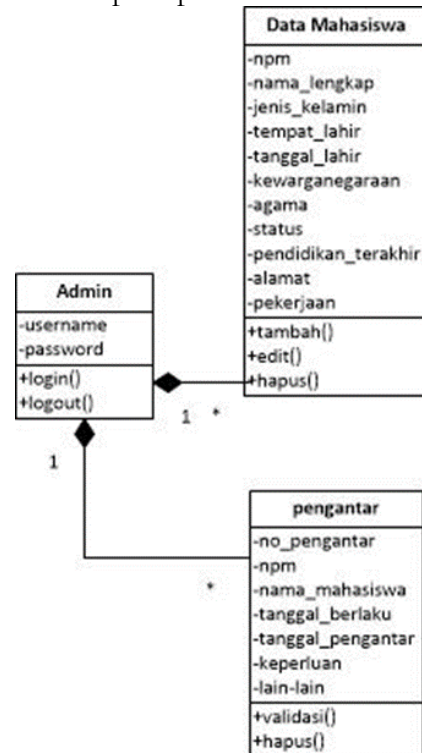 Data Mahasiswa
-npm
-nama_lengkap
-jenis_kelamin
-tempat_lahir
-tanggal_lahir
-kewarganegaraan
-agama
-status
-pendidikan_terakhir
-alamat
-pekerjaan
+tambah()
+edit()
+hapus()
Admin
-username
-password
+login()
+logout()
1 *
1
*
pengantar
-no_pengantar
-npm
-nama_mahasiswa
-tanggal_berlaku
-tanggal_pengantar
-keperluan
-lain-lain
+validasi()
+hapus()